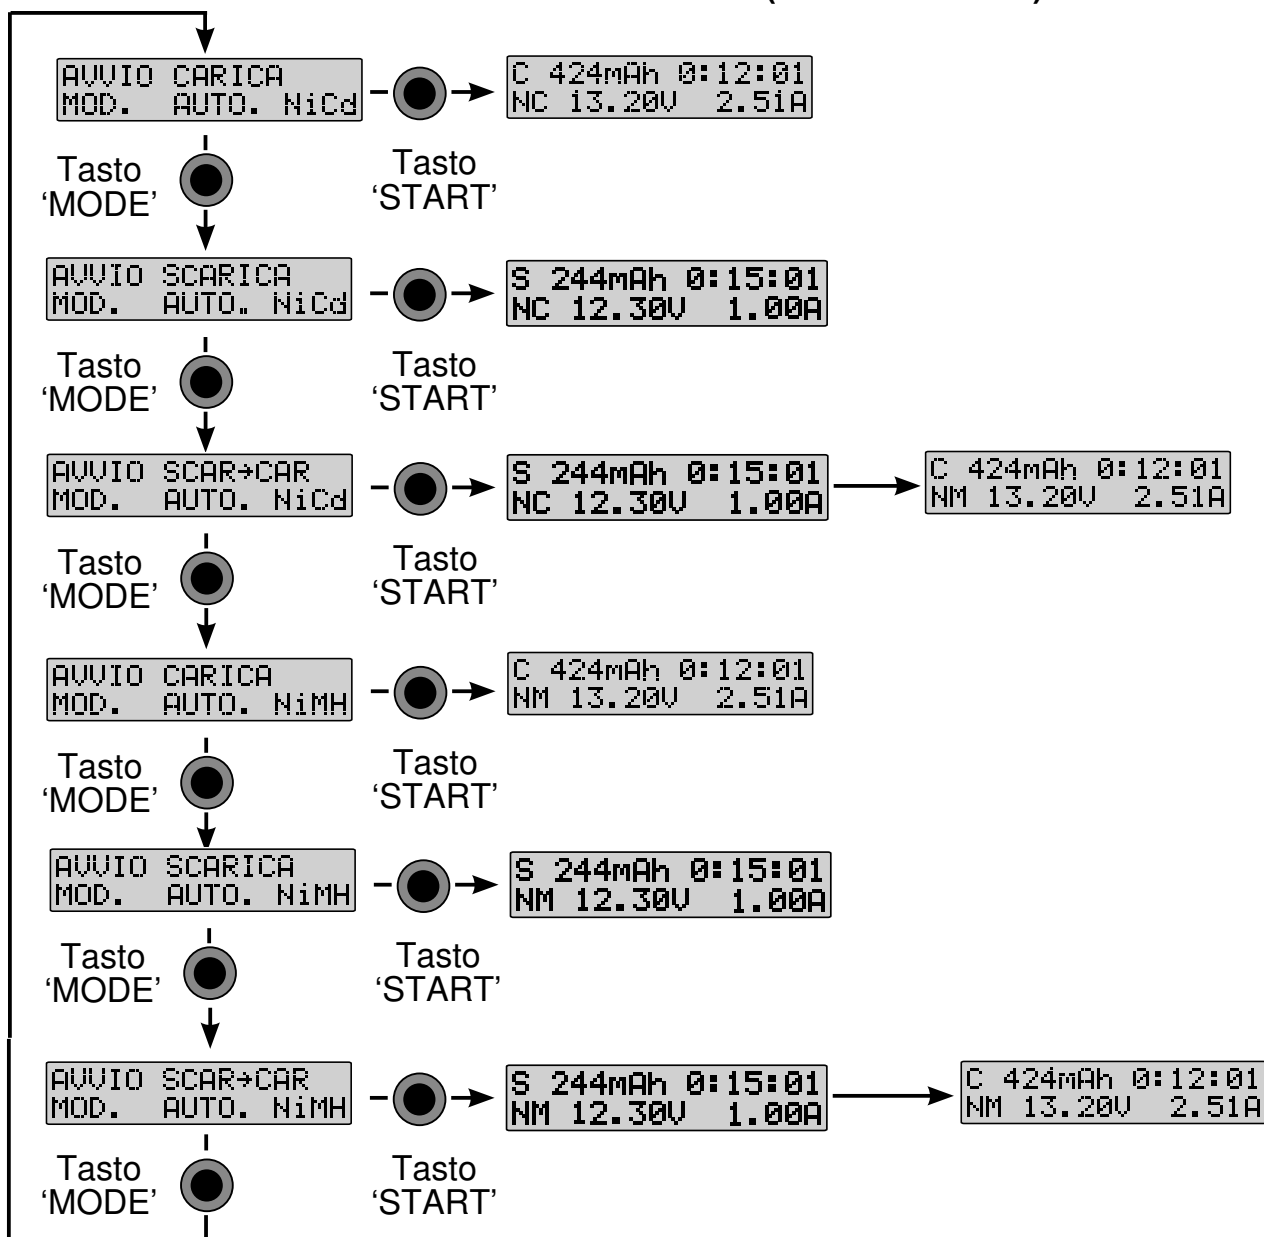 AVVIO CARICA
MOD. AUTO. NiCd
C 424mAh 0:12:01
NC 13.20V 2.51A
Tasto
‘MODE’
Tasto
‘START’
AVVIO SCARICA
MOD. AUTO. NiCd
S 244mAh 0:15:01
NC 12.30V 1.00A
Tasto
‘MODE’
Tasto
‘START’
AVVIO SCAR→CAR
MOD. AUTO. NiCd
S 244mAh 0:15:01
NC 12.30V 1.00A
C 424mAh 0:12:01
NM 13.20V 2.51A
Tasto
‘MODE’
Tasto
‘START’
AVVIO CARICA
MOD. AUTO. NiMH
C 424mAh 0:12:01
NM 13.20V 2.51A
Tasto
‘MODE’
Tasto
‘START’
AVVIO SCARICA
MOD. AUTO. NiMH
S 244mAh 0:15:01
NM 12.30V 1.00A
Tasto
‘MODE’
Tasto
‘START’
AVVIO SCAR→CAR
MOD. AUTO. NiMH
S 244mAh 0:15:01
NM 12.30V 1.00A
C 424mAh 0:12:01
NM 13.20V 2.51A
Tasto
‘MODE’
Tasto
‘START’